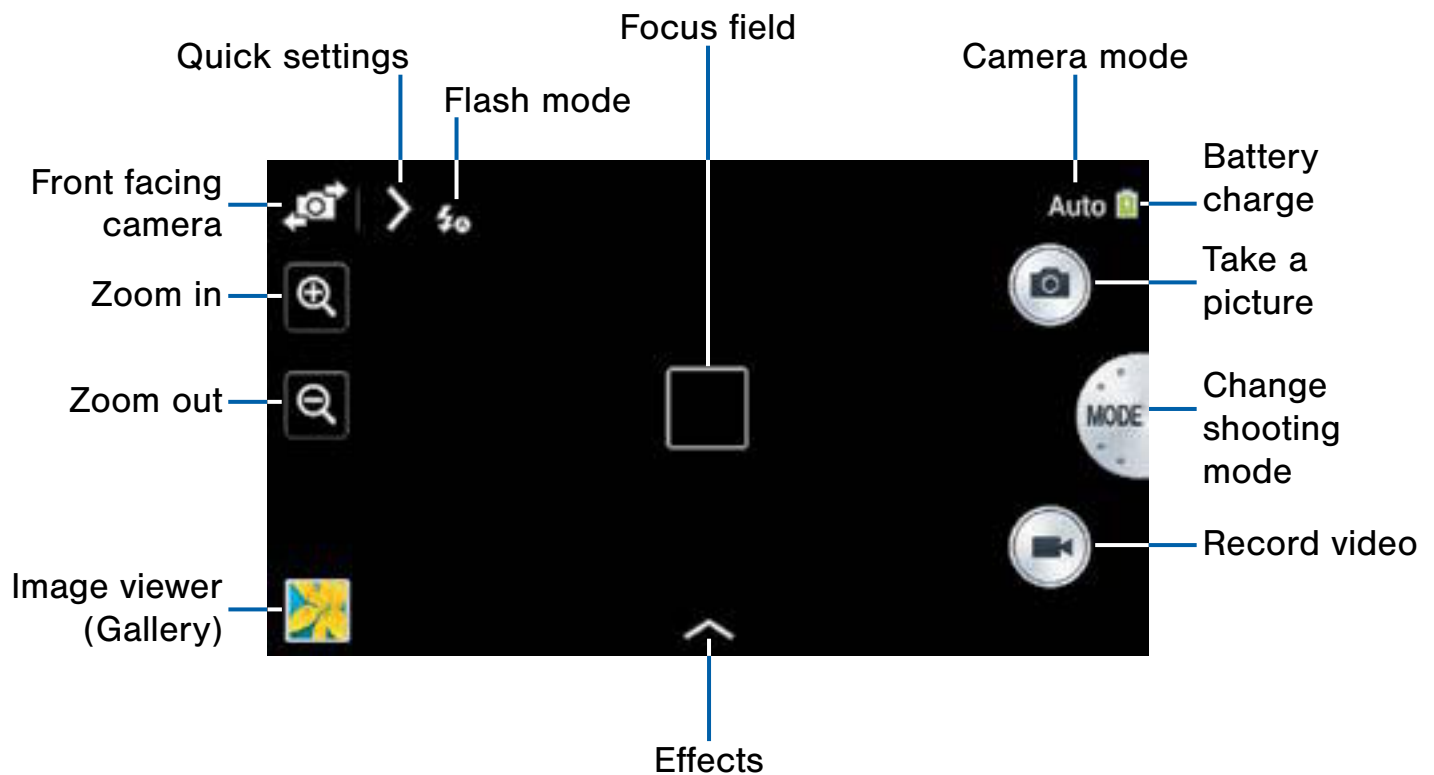 Focus field
Quick settings
Camera mode
Flash mode
Battery
charge
Front facing
camera
Auto
Take a
picture
Zoom in
Change
shooting
mode
Zoom out
MODE
Record video
Image viewer
(Gallery)
Effects